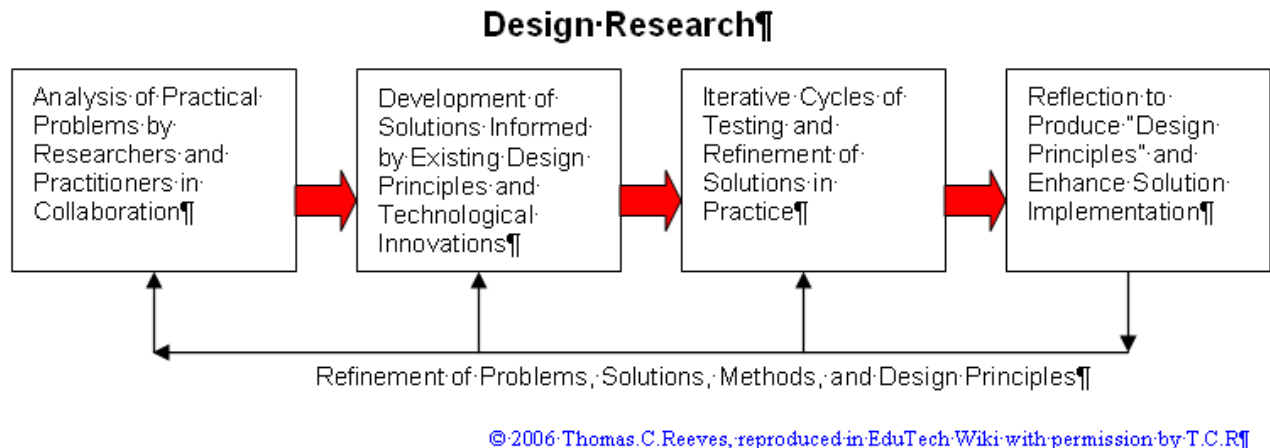 Design·Research¶
Analysis·of·Practical·
Problems·by·
Researchers·and·
Practitioners·in·
Collaboration¶
Development·of·
Solutions·Informed·
by·Existing·Design·
Principles·and·
Technological·
Innovations¶
Iterative·Cycles·of·
Testing·and·
Refinement·of·
Solutions·in·
Practice¶
Reflection·to·
Produce·"Design·
Principles"·and·
Enhance·Solution·
Implementation¶
Refinement·of·Problems,·Solutions,·Methods,·and·Design·Principles¶
©·2006·Thomas.C.Reeves,·reproduced·in·EduTech·Wiki·with·permission·by·T.C.R¶